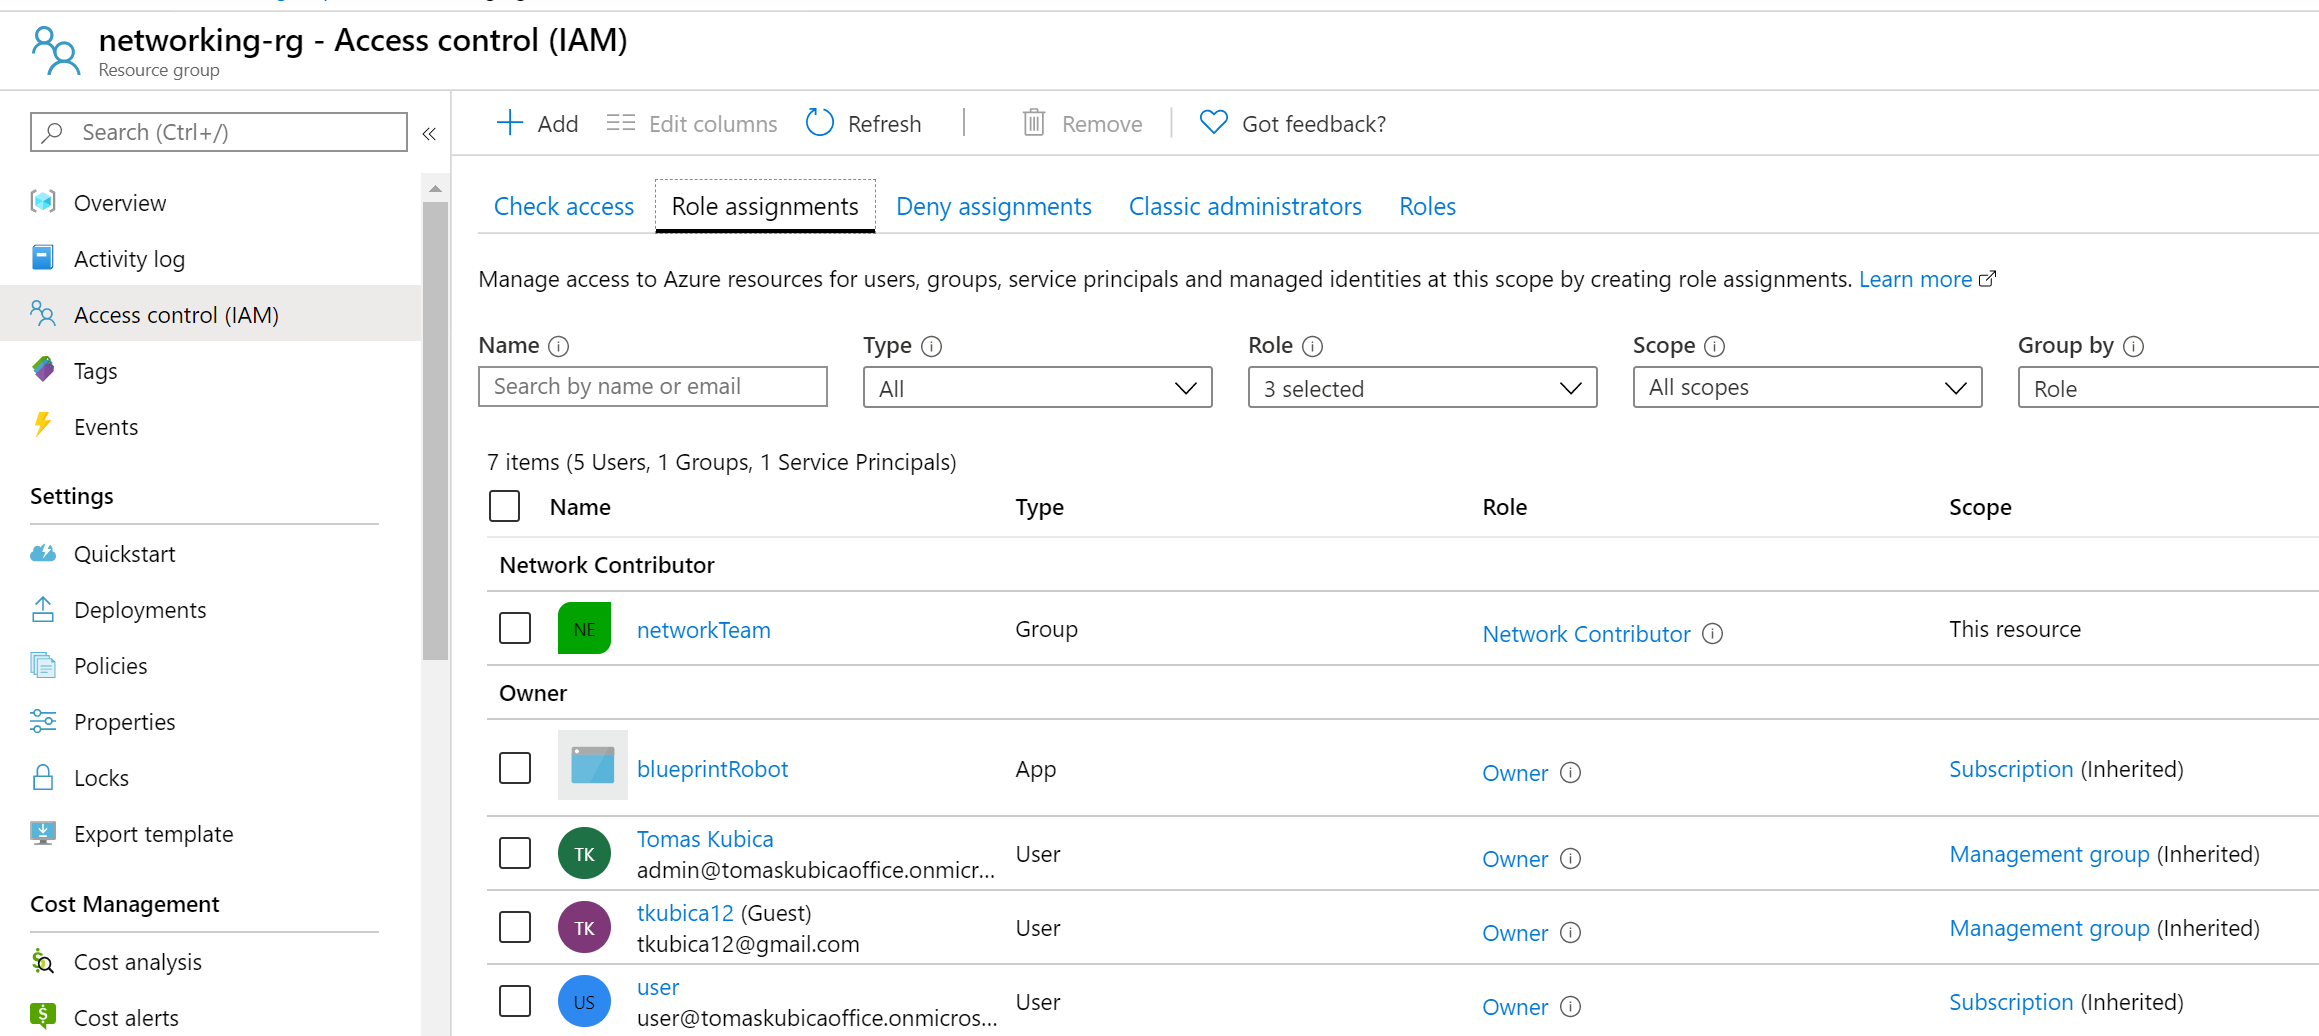 networking-rg - Access control (IAM)
Resource group
Search (Ctrl+/)
«
Overview
Activity log
Access control (IAM)
Tags
Events
Settings
Quickstart
Deployments
Policies
Properties
Locks
Export template
Cost Management
Cost analysis
Cost alerts
Add Edit columns Refresh Remove Got feedback?
Check access Role assignments Deny assignments Classic administrators Roles
Manage access to Azure resources for users, groups, service principals and managed identities at this scope by creating role assignments. Learn more
Name Type Role Scope Group by
Search by name or email All 3 selected All scopes Role
7 items (5 Users, 1 Groups, 1 Service Principals)
Name Type Role Scope
Network Contributor
NE networkTeam Group Network Contributor This resource
Owner
blueprintRobot App Owner Subscription (Inherited)
TK Tomas Kubica User Owner Management group (Inherited)
admin@tomaskubicaoffice.onmicr...
TK tkubica12 (Guest) User Owner Management group (Inherited)
tkubica12@gmail.com
US user User Owner Subscription (Inherited)
user@tomaskubicaoffice.onmicros...